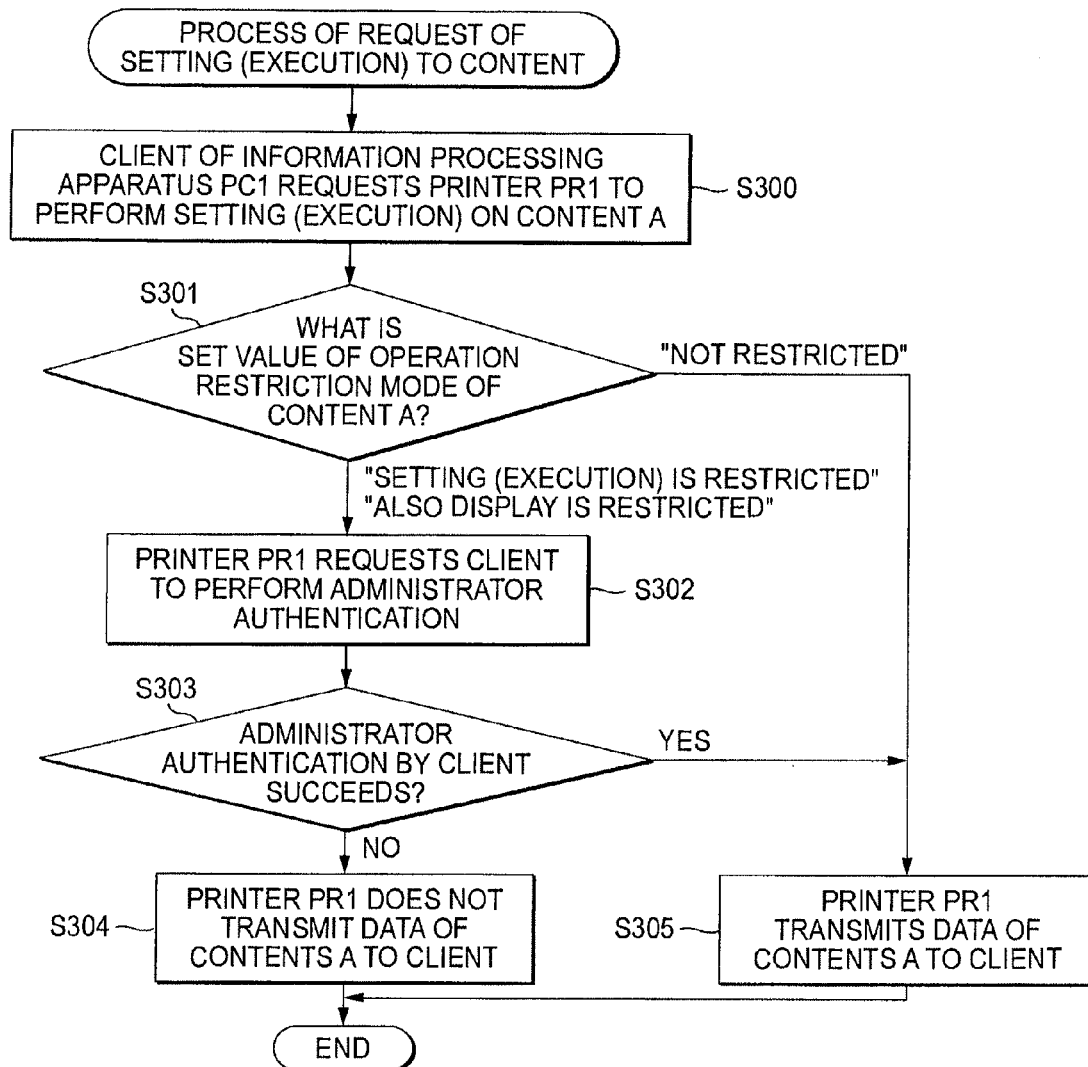 PROCESS OF REQUEST OF
SETTING (EXECUTION) TO CONTENT
CLIENT OF INFORMATION PROCESSING
APPARATUS PC1 REQUESTS PRINTER PR1 TO
PERFORM SETTING (EXECUTION) ON CONTENT A
S300
S301
WHAT IS
SET VALUE OF OPERATION
RESTRICTION MODE OF
CONTENT A?
"NOT RESTRICTED"
"SETTING (EXECUTION) IS RESTRICTED"
"ALSO DISPLAY IS RESTRICTED"
PRINTER PR1 REQUESTS CLIENT
TO PERFORM ADMINISTRATOR
AUTHENTICATION
S302
S303
ADMINISTRATOR
AUTHENTICATION BY CLIENT
SUCCEEDS?
YES
NO
S304
PRINTER PR1 DOES NOT
TRANSMIT DATA OF
CONTENTS A TO CLIENT
S305
PRINTER PR1
TRANSMITS DATA OF
CONTENTS A TO CLIENT
END